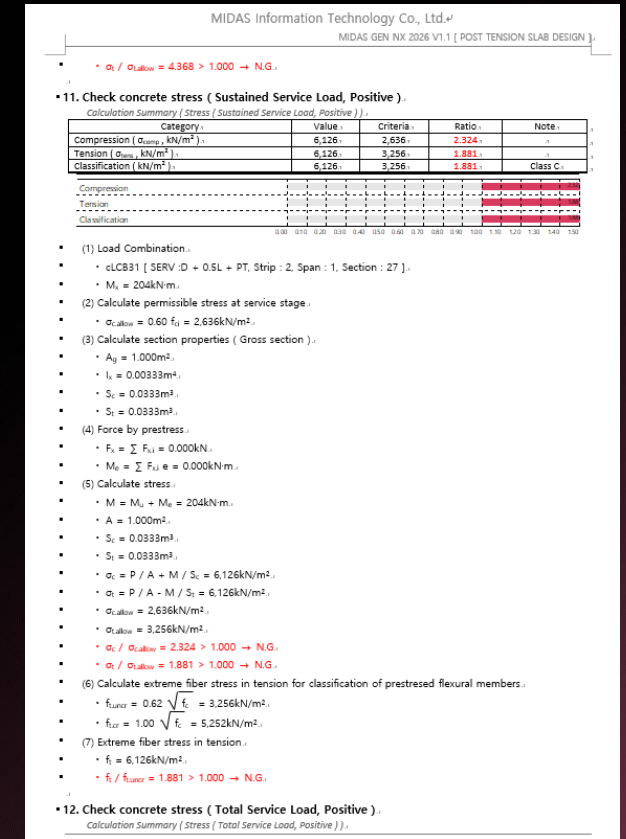 MIDAS Information Technology Co., Ltd.
MIDAS GEN NX 2026 V1.1 [ POST TENSION SLAB DESIGN ]
• σt / σt.allow = 4.368 > 1.000 → N.G.
11. Check concrete stress ( Sustained Service Load, Positive )
Calculation Summary ( Stress ( Sustained Service Load, Positive ) )
Category Value Criteria Ratio Note
Compression ( σcomp , kN/m² ) 6,126 2,636 2.324
Tension ( σtens , kN/m² ) 6,126 3,256 1.881
Classification ( kN/m² ) 6,126 3,256 1.881 Class C
Compression
Tension
Classification
0.00 0.10 0.20 0.30 0.40 0.50 0.60 0.70 0.80 0.90 1.00 1.10 1.20 1.30 1.40 1.50
(1) Load Combination
• cLCB31 [ SERV :D + 0.5L + PT, Strip : 2, Span : 1, Section : 27 ]
• Mx = 204kN·m
(2) Calculate permissible stress at service stage
• σc.allow = 0.60 fci = 2,636kN/m²
(3) Calculate section properties ( Gross section )
• Ag = 1.000m²
• Ix = 0.00333m⁴
• Sc = 0.0333m³
• St = 0.0333m³
(4) Force by prestress
• Fx = Σ Fx.i = 0.000kN
• Me = Σ Fx.i e = 0.000kN·m
(5) Calculate stress
• M = Mu + Me = 204kN·m
• A = 1.000m²
• Sc = 0.0333m³
• St = 0.0333m³
• σc = P / A + M / Sc = 6,126kN/m²
• σt = P / A - M / St = 6,126kN/m²
• σc.allow = 2,636kN/m²
• σt.allow = 3,256kN/m²
• σc / σc.allow = 2.324 > 1.000 → N.G.
• σt / σt.allow = 1.881 > 1.000 → N.G.
(6) Calculate extreme fiber stress in tension for classification of prestresed flexural members
• ft.uncr = 0.62 √fc = 3,256kN/m²
• ft.cr = 1.00 √fc = 5,252kN/m²
(7) Extreme fiber stress in tension
• ft = 6,126kN/m²
• ft / ft.uncr = 1.881 > 1.000 → N.G.
12. Check concrete stress ( Total Service Load, Positive )
Calculation Summary ( Stress ( Total Service Load, Positive ) )